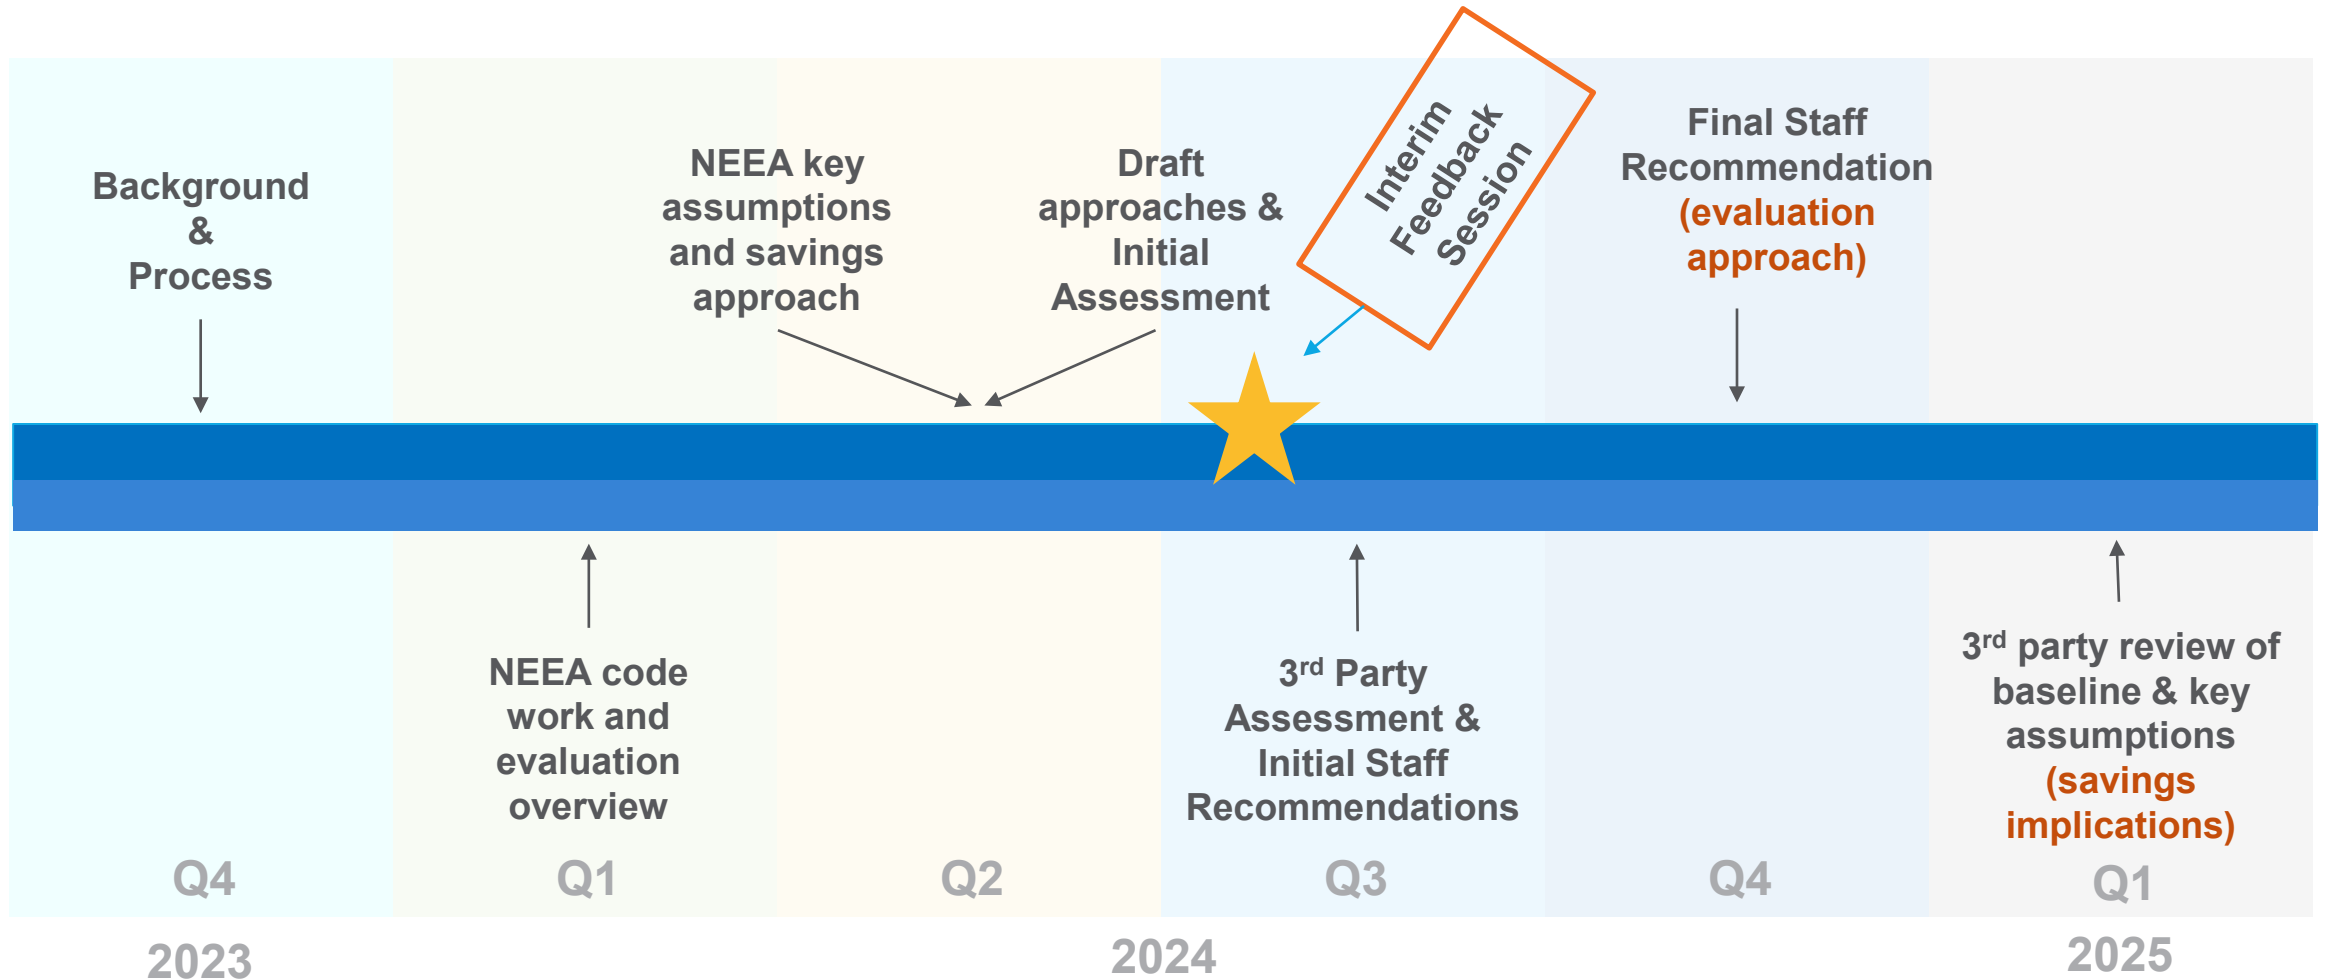 Background
&
Process
NEEA key
assumptions
and savings
approach
Draft
approaches &
Initial
Assessment
Interim
Feedback
Session
Final Staff
Recommendation
(evaluation
approach)
NEEA code
work and
evaluation
overview
3rd Party
Assessment &
Initial Staff
Recommendations
3rd party review of
baseline & key
assumptions
(savings
implications)
Q4
Q1
Q2
Q3
Q4
Q1
2023
2024
2025